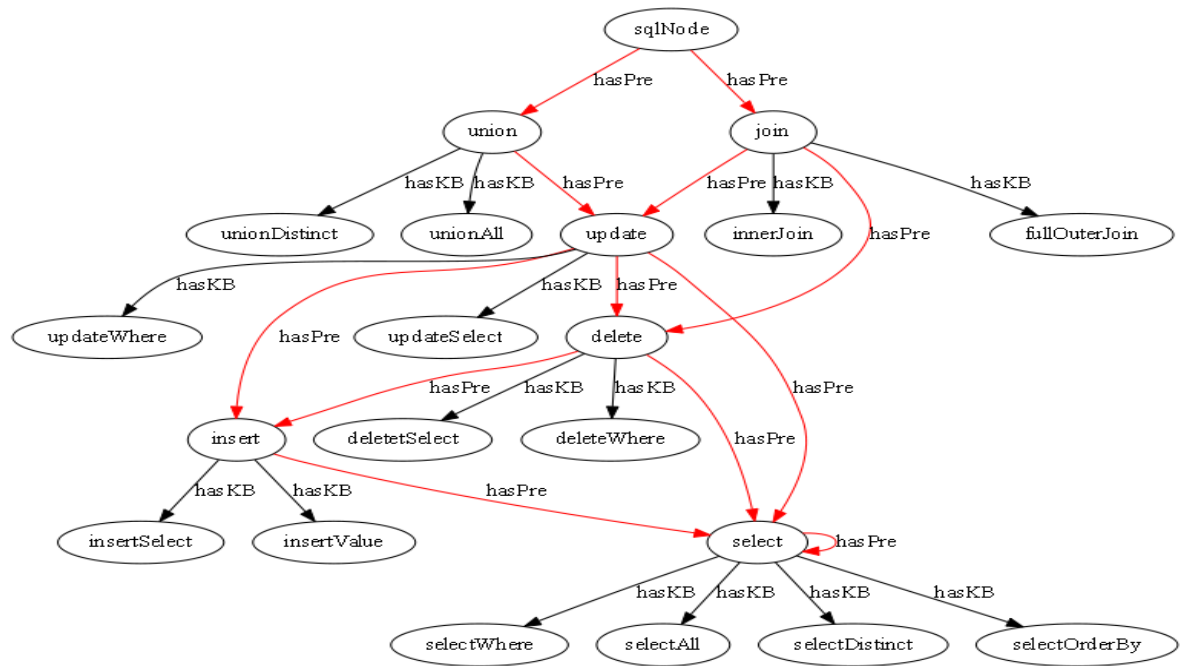 sqlNode
hasPre hasPre
union join
hasKB hasKB hasPre hasPre hasKB hasKB
unionDistinct unionAll update innerJoin fullOuterJoin
hasPre
hasKB hasKB hasPre
updateWhere updateSelect delete
hasPre
hasPre hasKB hasKB hasPre
insert deletetSelect deleteWhere
hasPre
hasKB hasKB hasPre
insertSelect insertValue select hasPre
hasKB hasKB hasKB hasKB
selectWhere selectAll selectDistinct selectOrderBy